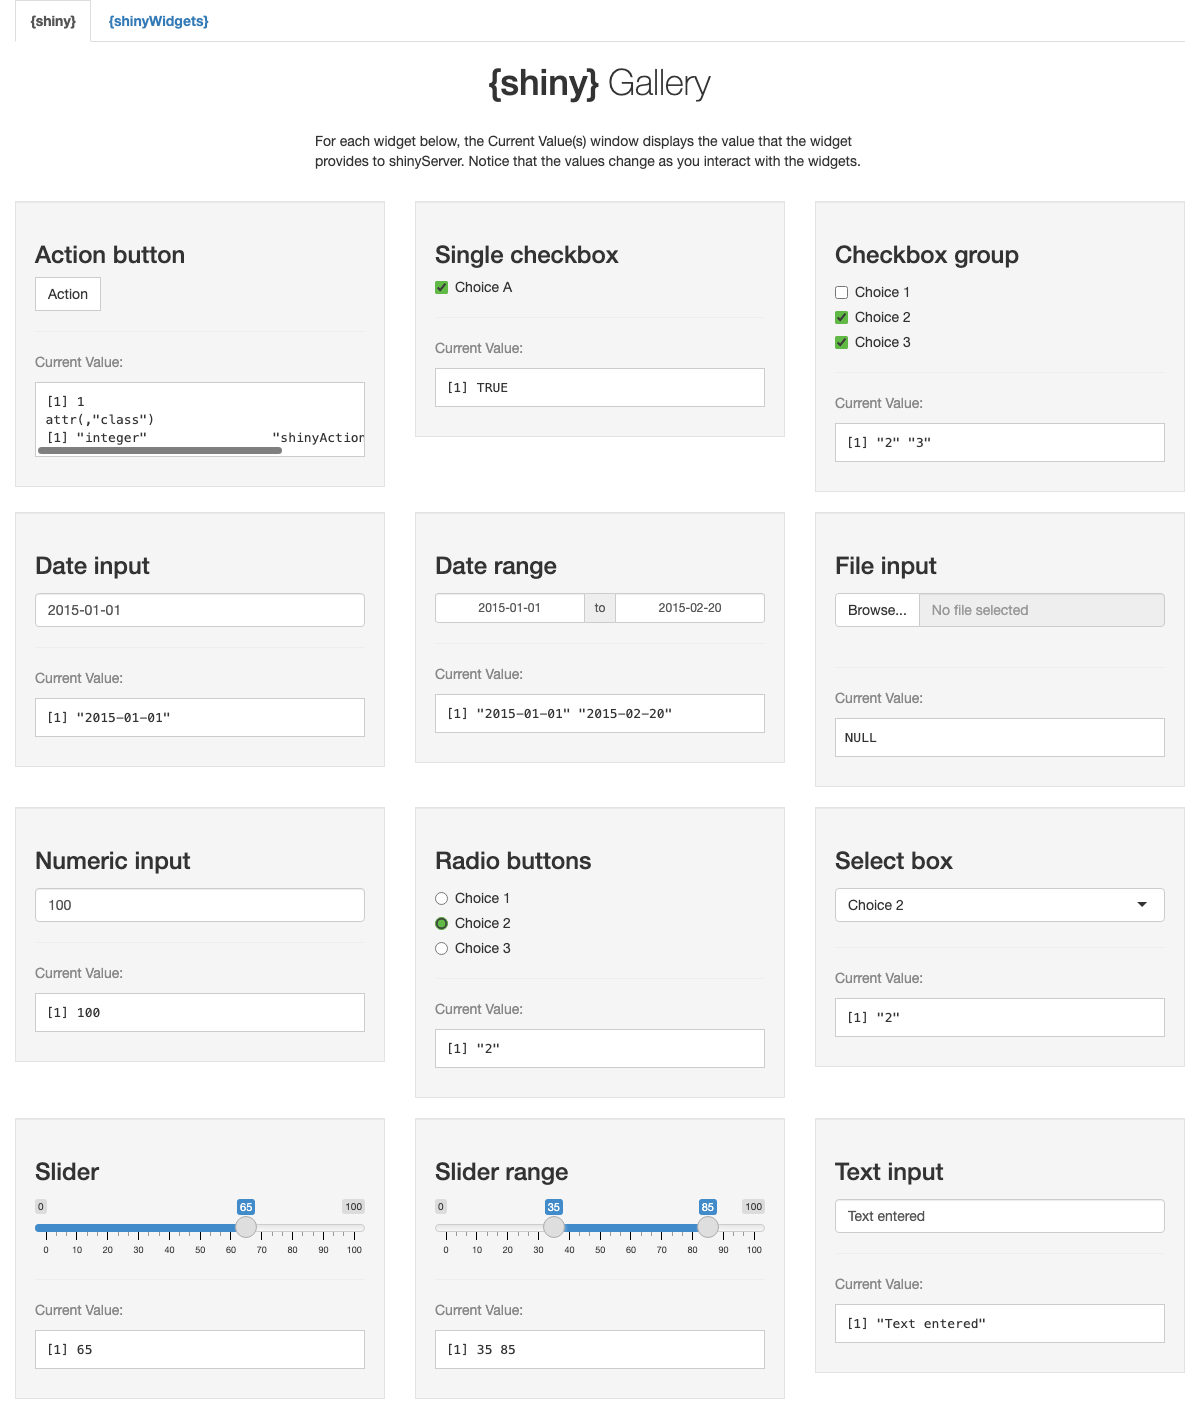 {shiny}
{shinyWidgets}
{shiny} Gallery
For each widget below, the Current Value(s) window displays the value that the widget
provides to shinyServer. Notice that the values change as you interact with the widgets.
Action button
Action
Current Value:
[1] 1
attr(,"class")
[1] "integer" "shinyAction
Single checkbox
Choice A
Current Value:
[1] TRUE
Checkbox group
Choice 1
Choice 2
Choice 3
Current Value:
[1] "2" "3"
Date input
2015-01-01
Current Value:
[1] "2015-01-01"
Date range
2015-01-01 to 2015-02-20
Current Value:
[1] "2015-01-01" "2015-02-20"
File input
Browse... No file selected
Current Value:
NULL
Numeric input
100
Current Value:
[1] 100
Radio buttons
Choice 1
Choice 2
Choice 3
Current Value:
[1] "2"
Select box
Choice 2
Current Value:
[1] "2"
Slider
0 65 100
0 10 20 30 40 50 60 70 80 90 100
Current Value:
[1] 65
Slider range
0 35 85 100
0 10 20 30 40 50 60 70 80 90 100
Current Value:
[1] 35 85
Text input
Text entered
Current Value:
[1] "Text entered"